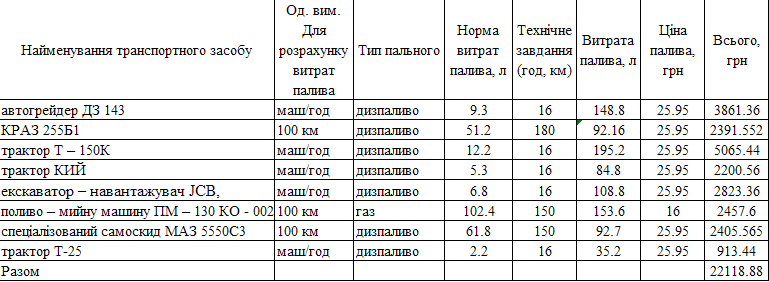 Найменування транспортного засобу | Од. вим. Для розрахунку витрат палива | Тип пального | Норма витрат палива, л | Технічне завдання (год, км) | Витрата палива, л | Ціна палива, грн | Всього, грн
автогрейдер ДЗ 143 | маш/год | дизпаливо | 9.3 | 16 | 148.8 | 25.95 | 3861.36
КРАЗ 255Б1 | 100 км | дизпаливо | 51.2 | 180 | 92.16 | 25.95 | 2391.552
трактор Т – 150К | маш/год | дизпаливо | 12.2 | 16 | 195.2 | 25.95 | 5065.44
трактор КИЙ | маш/год | дизпаливо | 5.3 | 16 | 84.8 | 25.95 | 2200.56
екскаватор – навантажувач JCB, | маш/год | дизпаливо | 6.8 | 16 | 108.8 | 25.95 | 2823.36
поливо – мийну машину ПМ – 130 КО - 002 | 100 км | газ | 102.4 | 150 | 153.6 | 16 | 2457.6
спеціалізований самоскид МАЗ 5550С3 | 100 км | дизпаливо | 61.8 | 150 | 92.7 | 25.95 | 2405.565
трактор Т-25 | маш/год | дизпаливо | 2.2 | 16 | 35.2 | 25.95 | 913.44
Разом | 22118.88